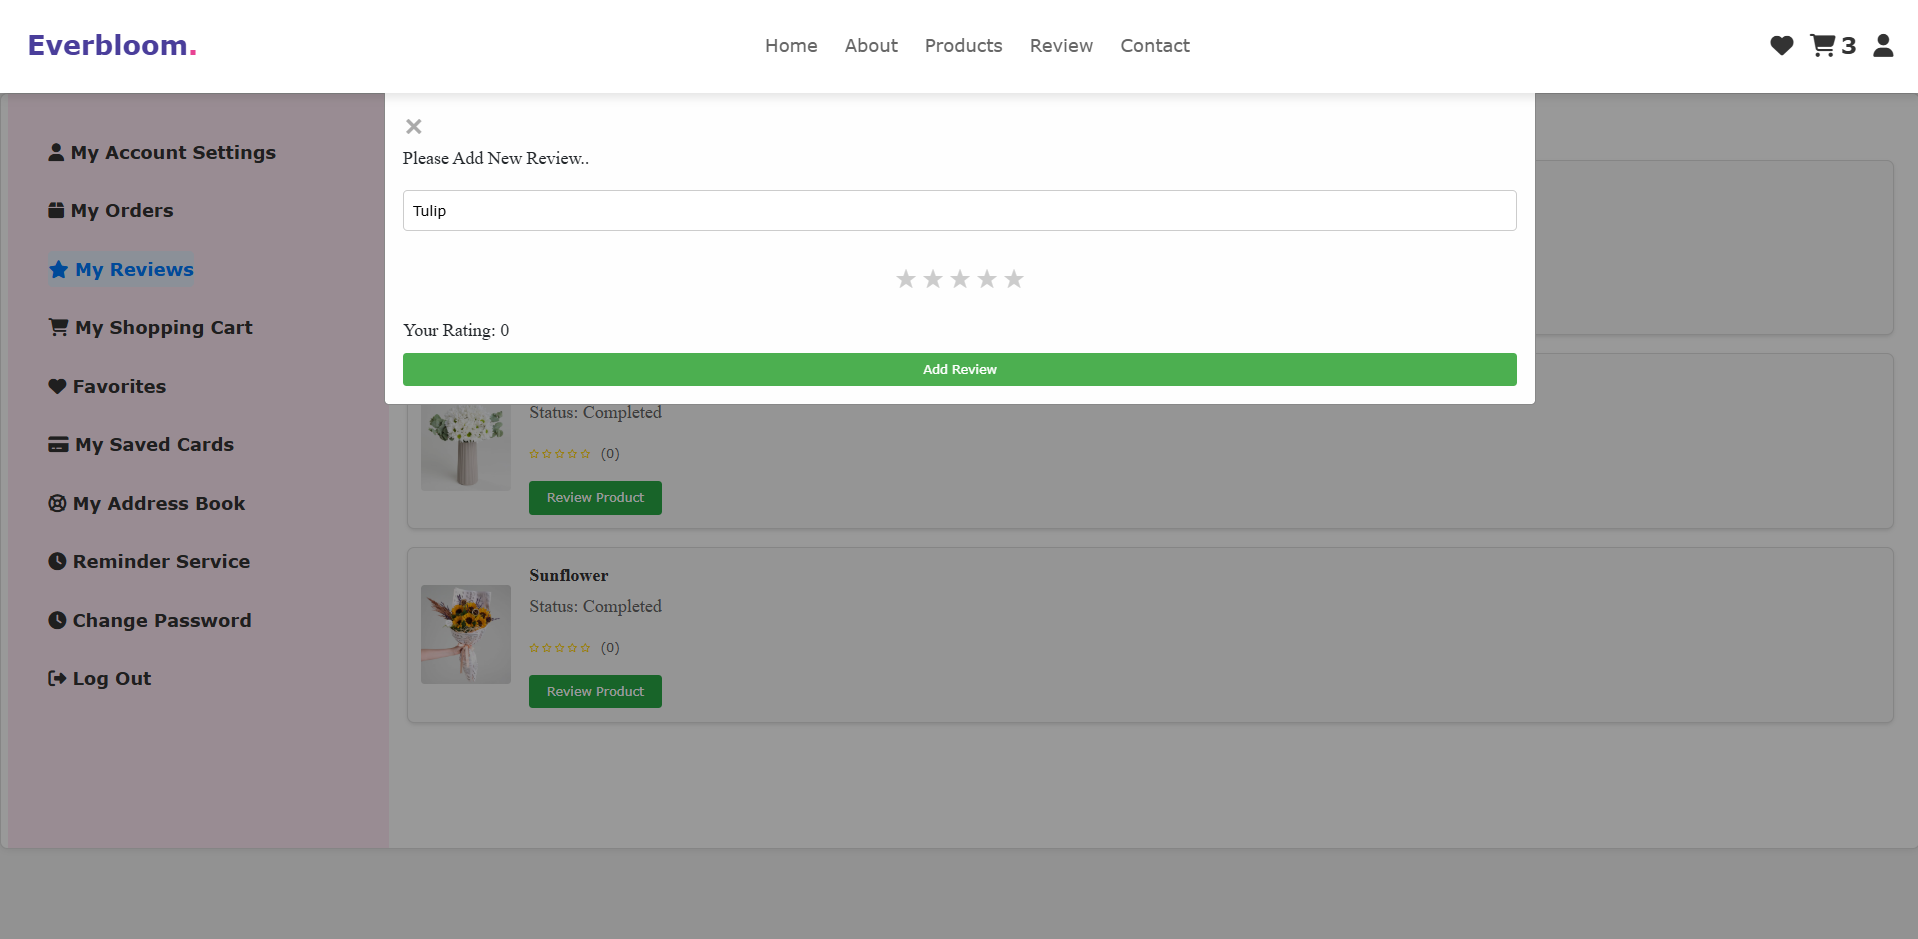 Everbloom.
Home About Products Review Contact
3
My Account Settings
My Orders
My Reviews
My Shopping Cart
Favorites
My Saved Cards
My Address Book
Reminder Service
Change Password
Log Out
×
Please Add New Review..
Tulip
★★★★★
Your Rating: 0
Add Review
Status: Completed
(0)
Review Product
Sunflower
Status: Completed
(0)
Review Product